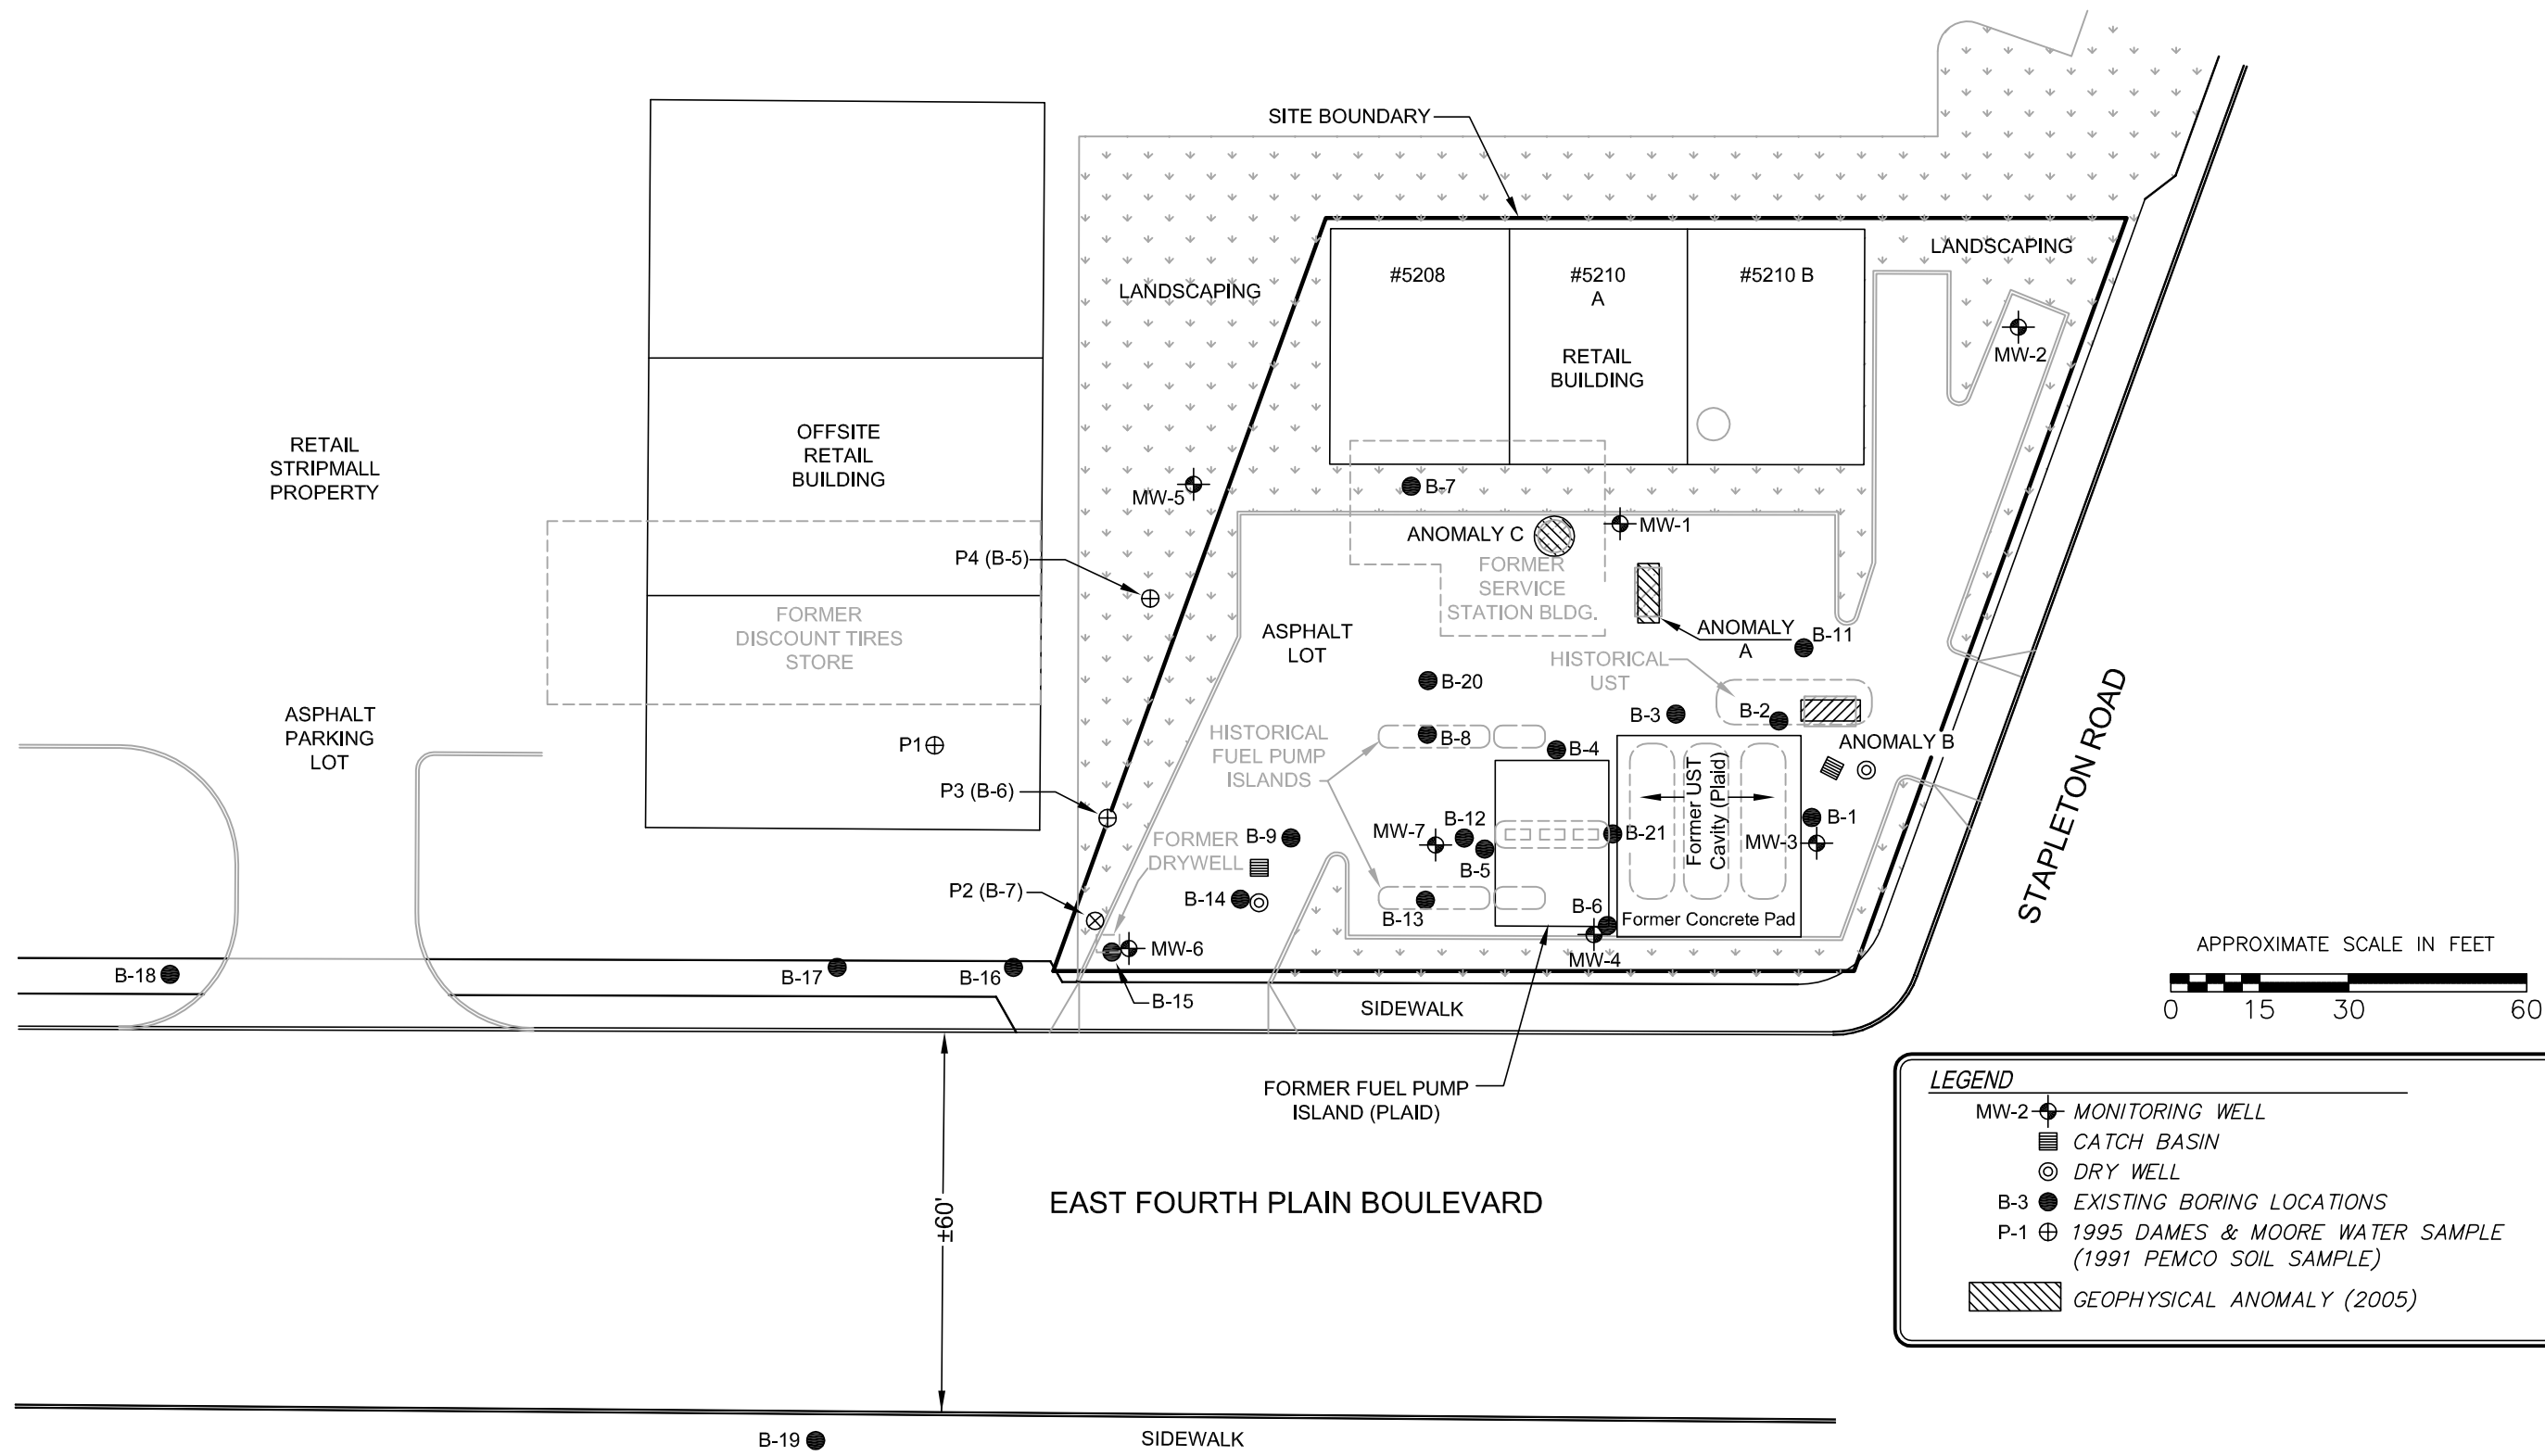 SITE BOUNDARY
LANDSCAPING
LANDSCAPING
#5208
#5210
A
#5210 B
RETAIL
BUILDING
MW-2
RETAIL
STRIPMALL
PROPERTY
OFFSITE
RETAIL
BUILDING
MW-5
B-7
MW-1
ANOMALY C
P4 (B-5)
FORMER
SERVICE
STATION BLDG.
FORMER
DISCOUNT TIRES
STORE
ASPHALT
LOT
ANOMALY
A
B-11
HISTORICAL
UST
B-20
B-3
B-2
ASPHALT
PARKING
LOT
P1
HISTORICAL
FUEL PUMP
ISLANDS
B-8
B-4
ANOMALY B
Former UST
Cavity (Plaid)
P3 (B-6)
STAPLETON ROAD
FORMER
DRYWELL
B-9
MW-7
B-12
B-21
B-1
MW-3
B-5
P2 (B-7)
B-14
B-13
B-6
Former Concrete Pad
MW-6
MW-4
B-18
B-17
B-16
B-15
SIDEWALK
APPROXIMATE SCALE IN FEET
0 15 30 60
FORMER FUEL PUMP
ISLAND (PLAID)
±60'
EAST FOURTH PLAIN BOULEVARD
LEGEND
MW-2 MONITORING WELL
CATCH BASIN
DRY WELL
B-3 EXISTING BORING LOCATIONS
P-1 1995 DAMES & MOORE WATER SAMPLE
(1991 PEMCO SOIL SAMPLE)
GEOPHYSICAL ANOMALY (2005)
B-19
SIDEWALK